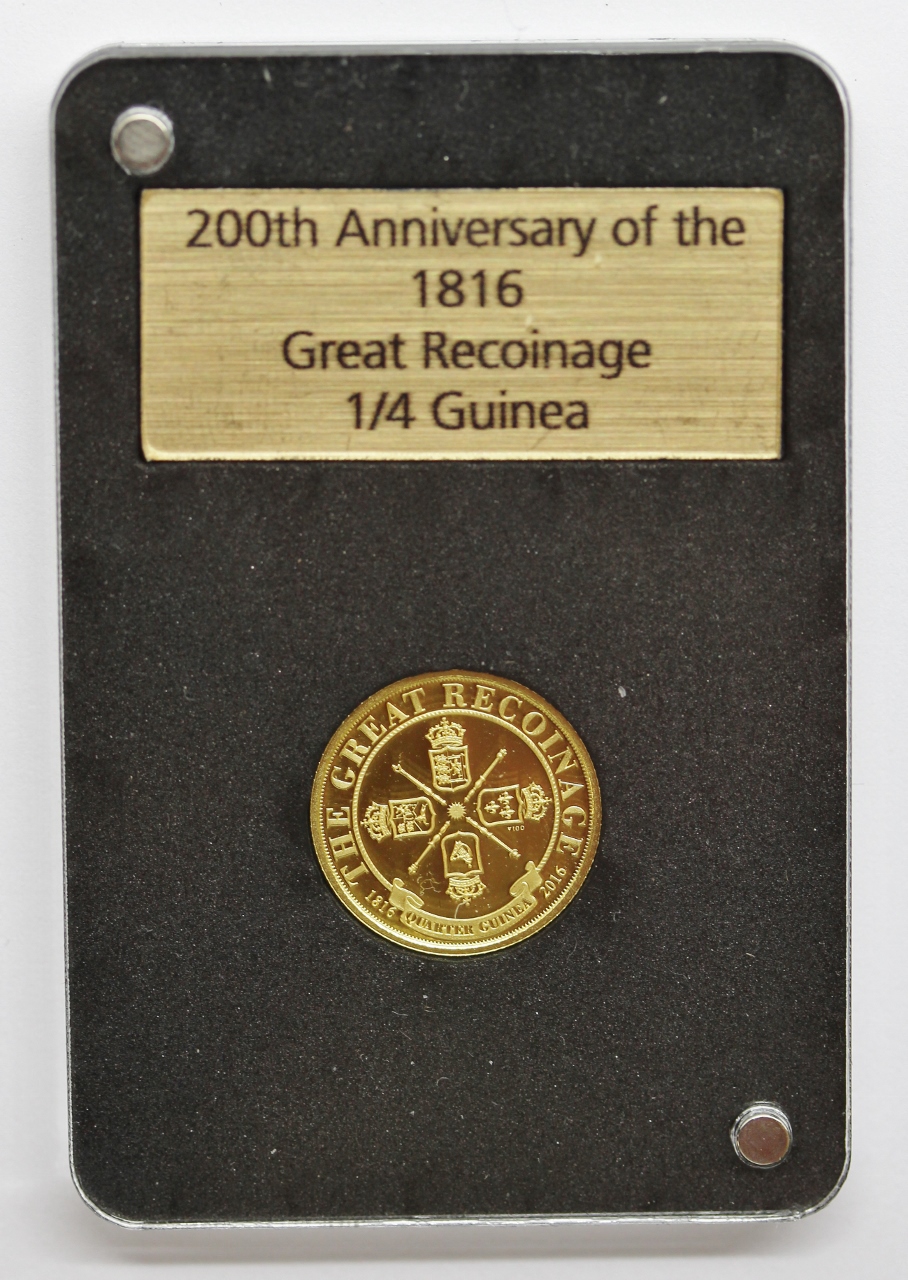 200th Anniversary of the
1816
Great Recoinage
1/4 Guinea
THE GREAT RECOINAGE
1816 QUARTER GUINEA 2016